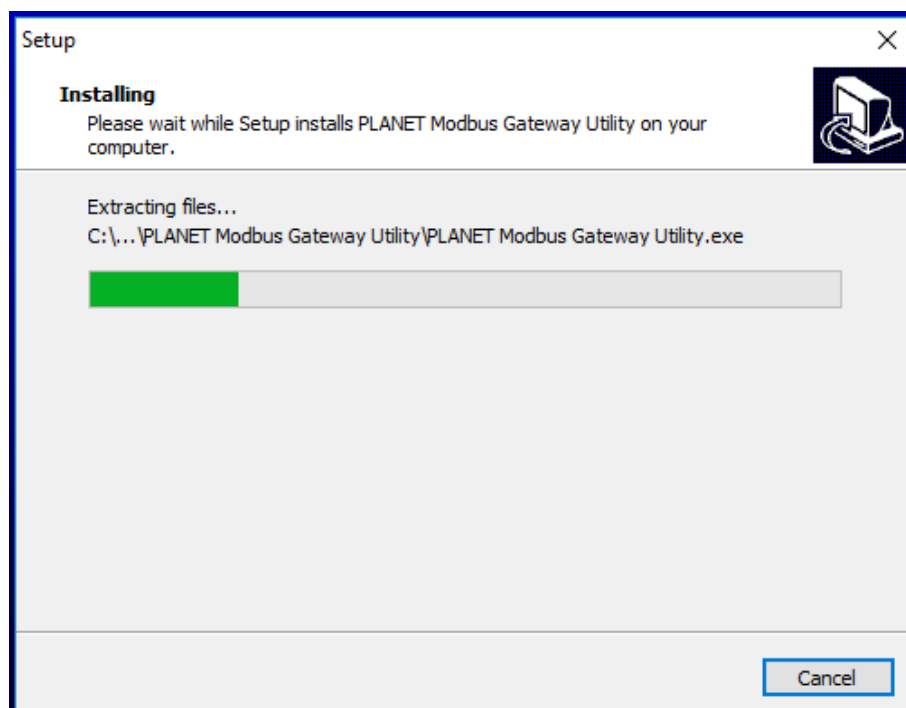 Setup
Installing
Please wait while Setup installs PLANET Modbus Gateway Utility on your
computer.
Extracting files...
C:\...\PLANET Modbus Gateway Utility\PLANET Modbus Gateway Utility.exe
Cancel